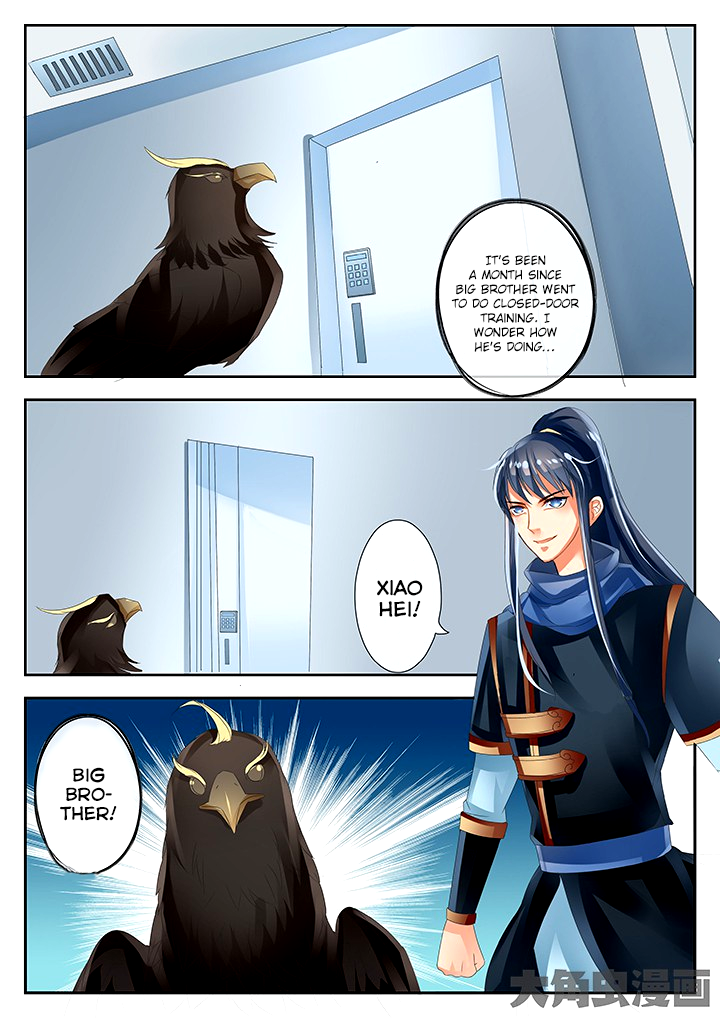 IT'S BEEN
A MONTH SINCE
BIG BROTHER WENT
TO DO CLOSED-DOOR
TRAINING. I
WONDER HOW
HE'S DOING...
XIAO
HEI!
BIG
BRO-
THER!
大角虫漫画